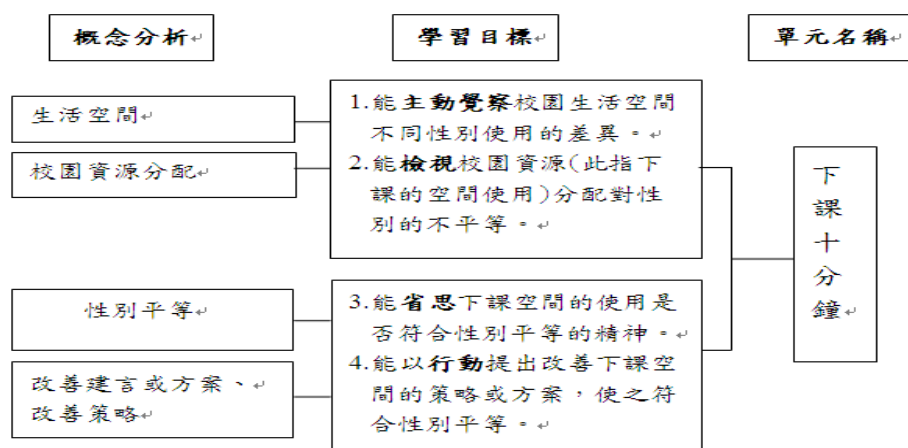 概念分析
學習目標
單元名稱
生活空間
校園資源分配
1.能主動覺察校園生活空間
不同性別使用的差異。
2.能檢視校園資源(此指下
課的空間使用)分配對性
別的不平等。
下課十分鐘
性別平等
改善建言或方案、
改善策略
3.能省思下課空間的使用是
否符合性別平等的精神。
4.能以行動提出改善下課空
間的策略或方案，使之符
合性別平等。